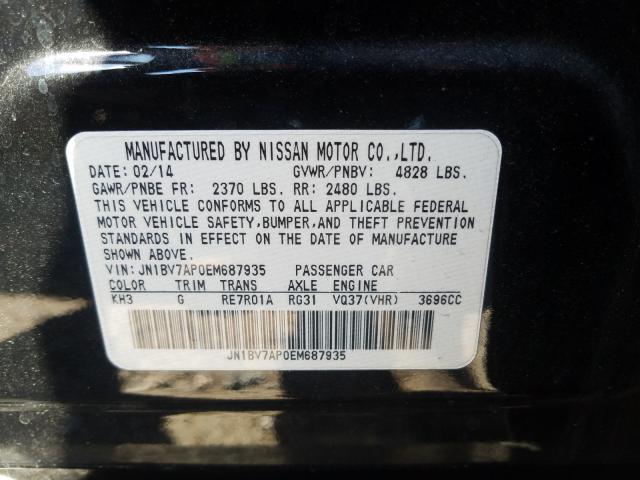 MANUFACTURED BY NISSAN MOTOR CO.,LTD.
DATE: 02/14 GVWR/PNBV: 4828 LBS.
GAWR/PNBE FR: 2370 LBS. RR: 2480 LBS.
THIS VEHICLE CONFORMS TO ALL APPLICABLE FEDERAL
MOTOR VEHICLE SAFETY,BUMPER,AND THEFT PREVENTION
STANDARDS IN EFFECT ON THE DATE OF MANUFACTURE
SHOWN ABOVE.
VIN: JN1BV7AP0EM687935 PASSENGER CAR
COLOR TRIM TRANS AXLE ENGINE
KH3 G RE7R01A RG31 VQ37(VHR) 3696CC
JN1BV7AP0EM687935